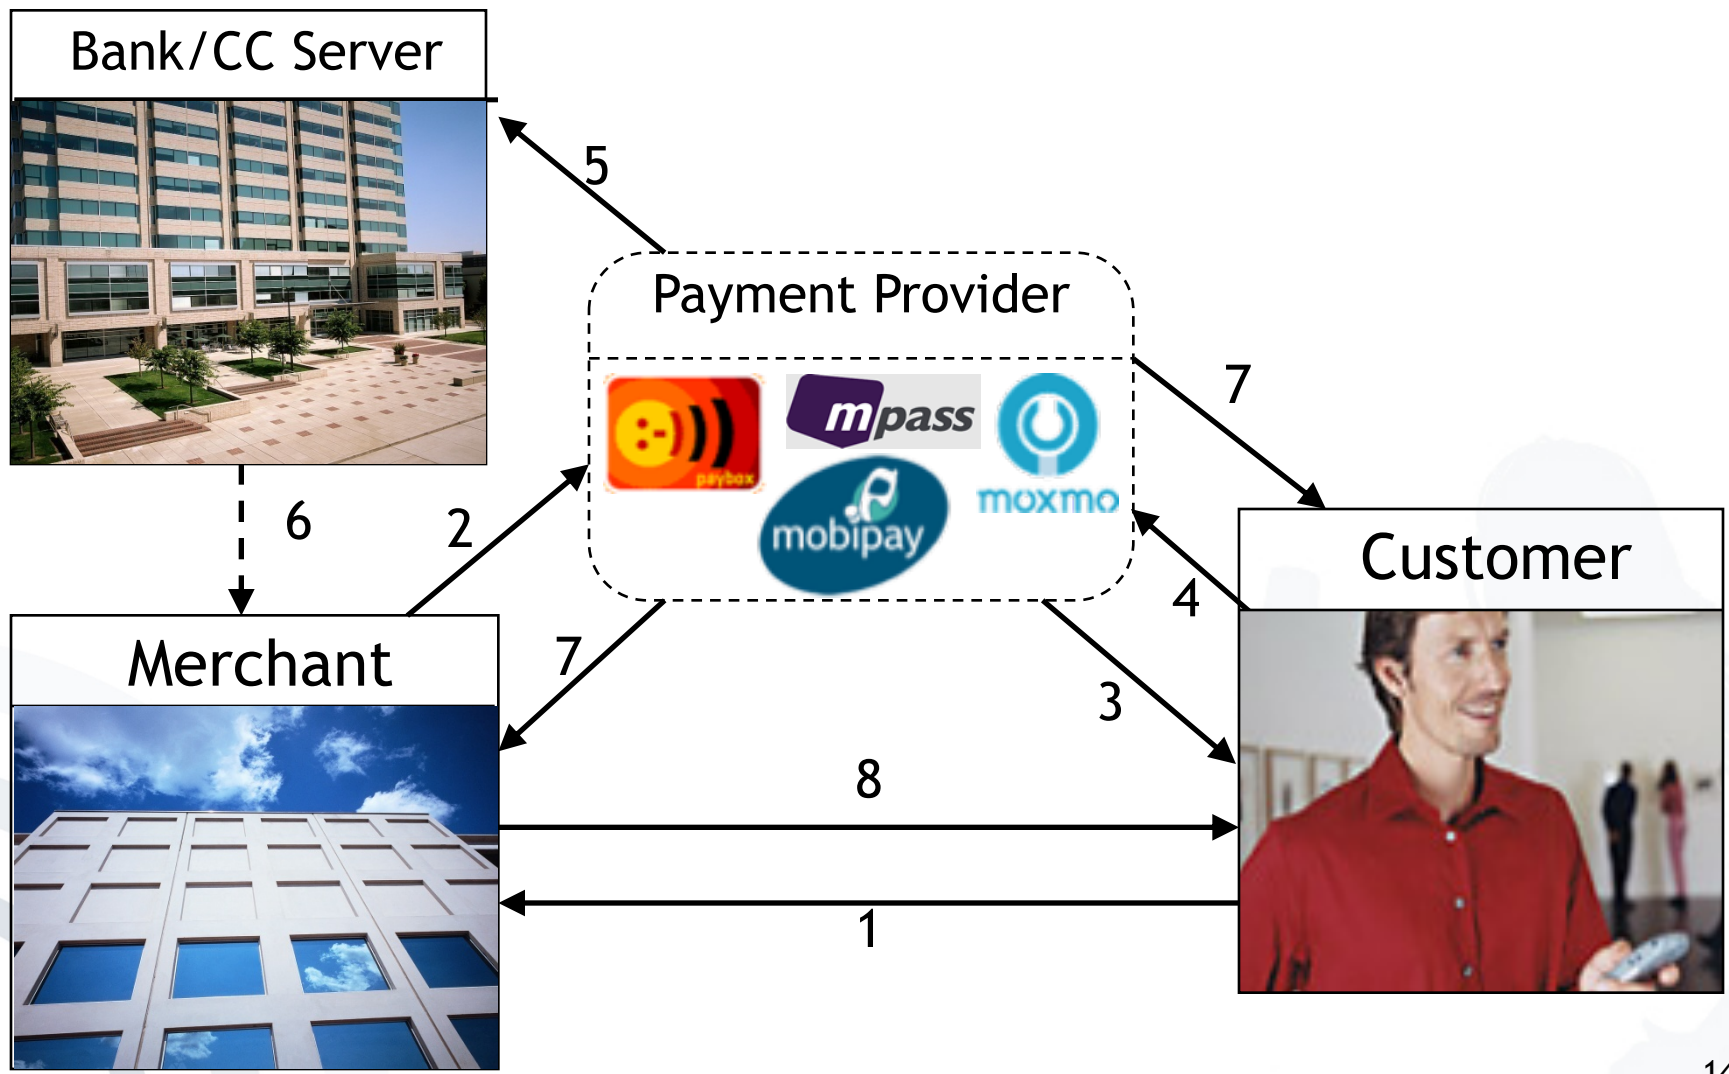 Bank/CC Server
5
Payment Provider
7
paybox
mpass
moxmo
mobipay
6
2
4
Customer
Merchant
7
3
8
1